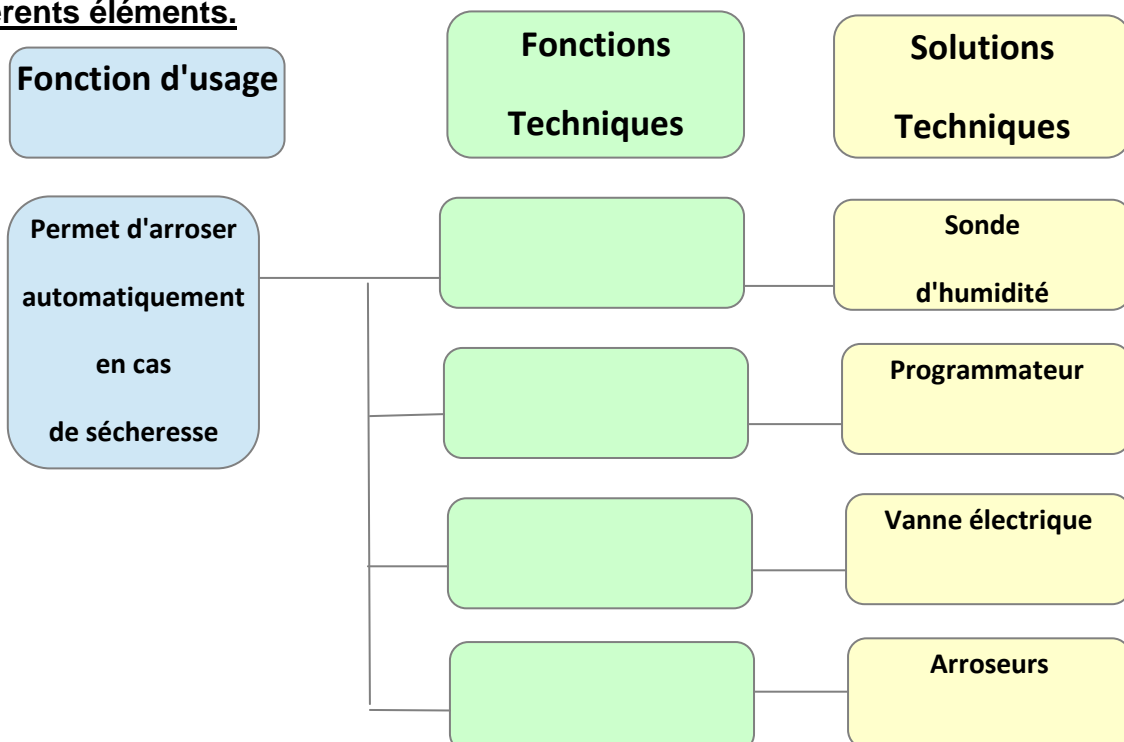 éléments.
Fonction d'usage
Fonctions
Techniques
Solutions
Techniques
Permet d'arroser
automatiquement
en cas
de sécheresse
Sonde
d'humidité
Programmateur
Vanne électrique
Arroseurs